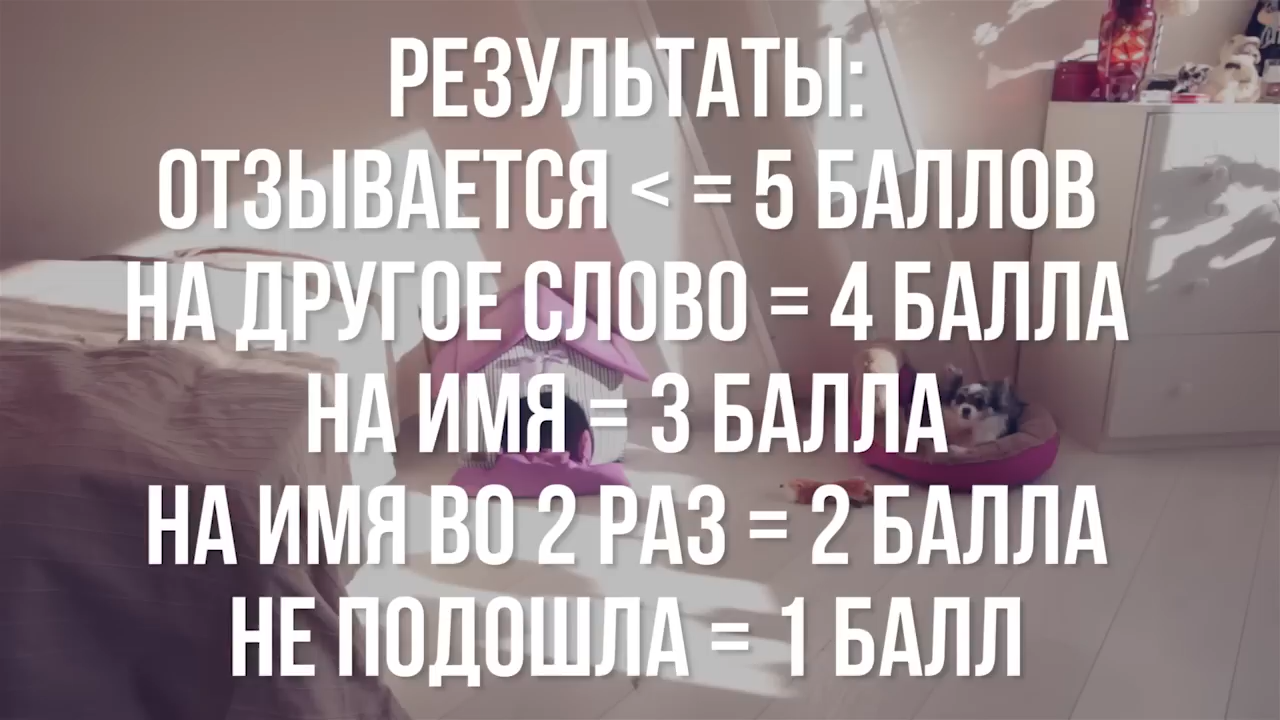 РЕЗУЛЬТАТЫ:
ОТЗЫВАЕТСЯ < = 5 БАЛЛОВ
НА ДРУГОЕ СЛОВО = 4 БАЛЛА
НА ИМЯ = 3 БАЛЛА
НА ИМЯ ВО 2 РАЗ = 2 БАЛЛА
НЕ ПОДОШЛА = 1 БАЛЛ